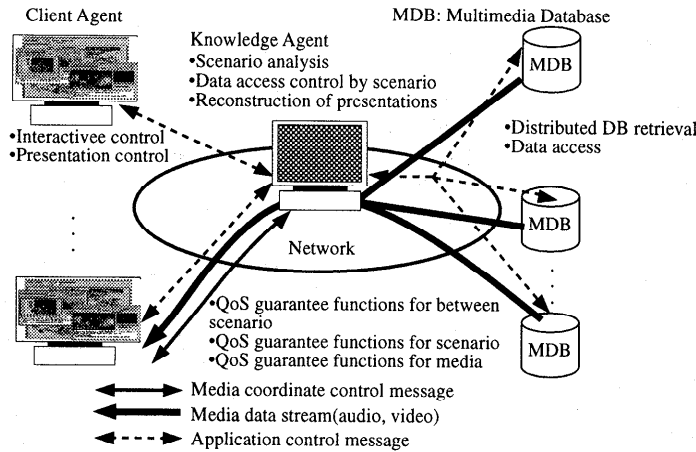 Client Agent
MDB: Multimedia Database
Knowledge Agent
•Scenario analysis
•Data access control by scenario
•Reconstruction of presentations
MDB
•Interactivee control
•Presentation control
•Distributed DB retrieval
•Data access
MDB
Network
•QoS guarantee functions for between
scenario
•QoS guarantee functions for scenario
•QoS guarantee functions for media
MDB
Media coordinate control message
Media data stream(audio, video)
Application control message